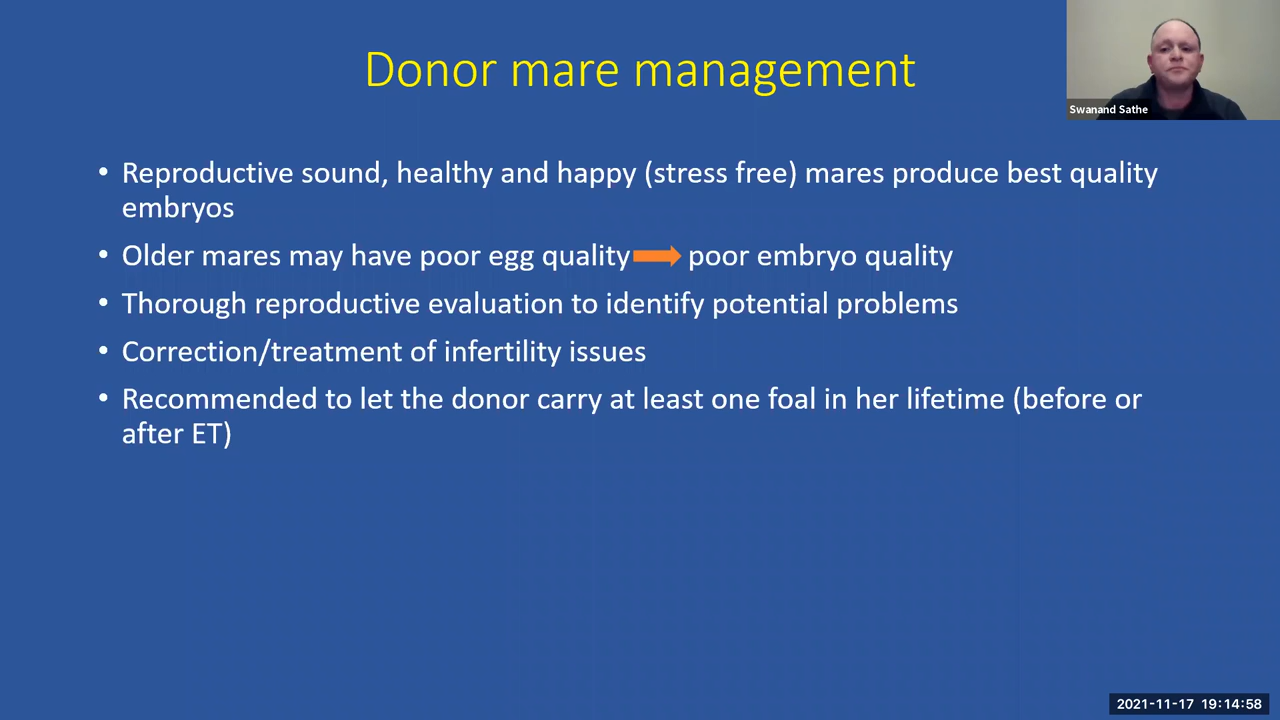 Donor mare management
Swanand Sathe
• Reproductive sound, healthy and happy (stress free) mares produce best quality
embryos
• Older mares may have poor egg quality poor embryo quality
• Thorough reproductive evaluation to identify potential problems
• Correction/treatment of infertility issues
• Recommended to let the donor carry at least one foal in her lifetime (before or
after ET)
2021-11-17 19:14:58